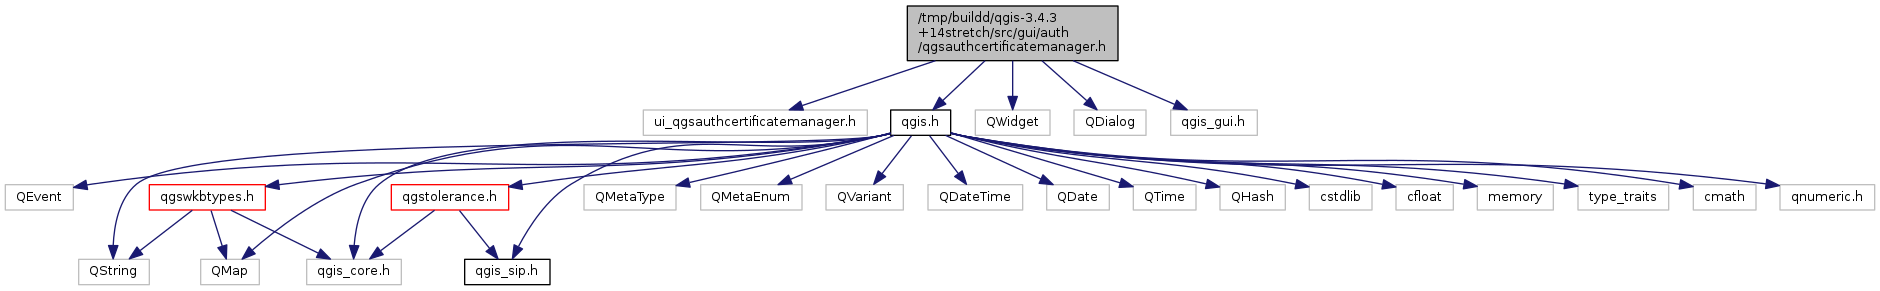 /tmp/buildd/qgis-3.4.3
+14stretch/src/gui/auth
/qgsauthcertificatemanager.h
ui_qgsauthcertificatemanager.h
qgis.h
QWidget
QDialog
qgis_gui.h
QEvent
qgswkbtypes.h
qgstolerance.h
QMetaType
QMetaEnum
QVariant
QDateTime
QDate
QTime
QHash
cstdlib
cfloat
memory
type_traits
cmath
qnumeric.h
QString
QMap
qgis_core.h
qgis_sip.h